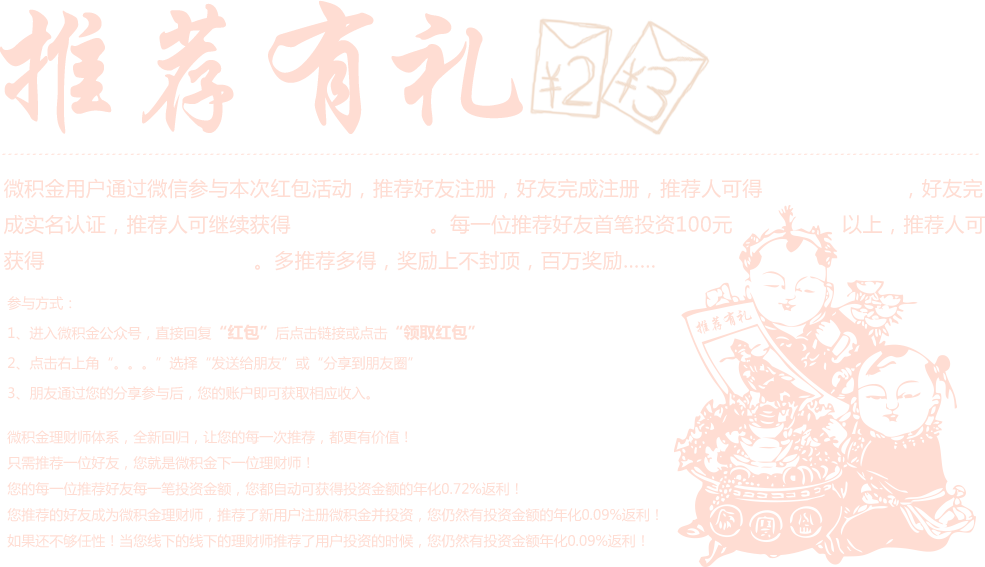 推荐有礼 ¥2 ¥3
微积金用户通过微信参与本次红包活动，推荐好友注册，好友完成注册，推荐人可得 ，好友完
成实名认证，推荐人可继续获得 。每一位推荐好友首笔投资100元 以上，推荐人可
获得 。多推荐多得，奖励上不封顶，百万奖励......
推荐有礼
参与方式：
1、进入微积金公众号，直接回复“红包”后点击链接或点击“领取红包”
2、点击右上角“。。。”选择“发送给朋友”或“分享到朋友圈”
3、朋友通过您的分享参与后，您的账户即可获取相应收入。
微积金理财师体系，全新回归，让您的每一次推荐，都更有价值！
只需推荐一位好友，您就是微积金下一位理财师！
您的每一位推荐好友每一笔投资金额，您都自动可获得投资金额的年化0.72%返利！
您推荐的好友成为微积金理财师，推荐了新用户注册微积金并投资，您仍然有投资金额的年化0.09%返利！
如果还不够任性！当您线下的线下的理财师推荐了用户投资的时候，您仍然有投资金额年化0.09%返利！